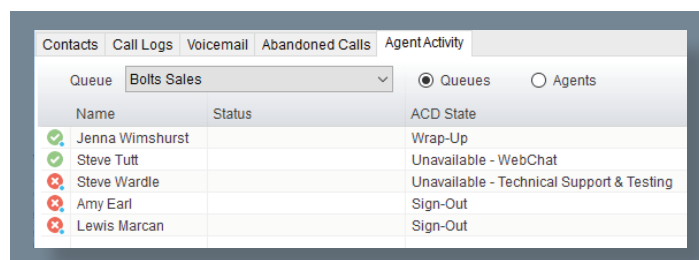 Contacts Call Logs Voicemail Abandoned Calls Agent Activity
Queue Bolts Sales Queues Agents
Name Status ACD State
Jenna Wimshurst Wrap-Up
Steve Tutt Unavailable - WebChat
Steve Wardle Unavailable - Technical Support & Testing
Amy Earl Sign-Out
Lewis Marcan Sign-Out